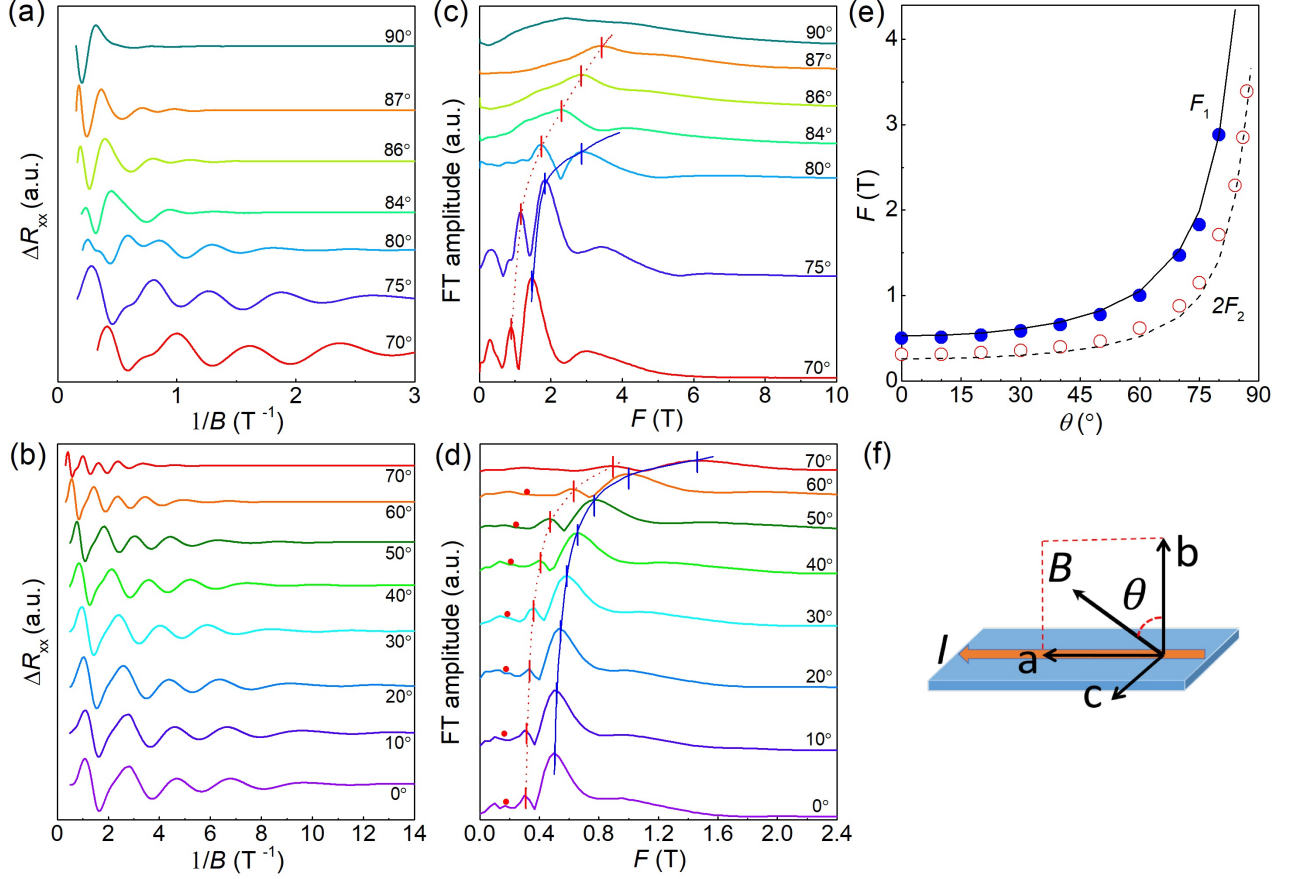 (a)
90°
87°
86°
84°
80°
75°
70°
ΔRxx (a.u.)
0 1 2 3
1/B (T -1)
(b)
70°
60°
50°
40°
30°
20°
10°
0°
ΔRxx (a.u.)
0 2 4 6 8 10 12 14
1/B (T -1)
(c)
90°
87°
86°
84°
80°
75°
70°
FT amplitude (a.u.)
0 2 4 6 8 10
F (T)
(d)
70°
60°
50°
40°
30°
20°
10°
0°
FT amplitude (a.u.)
0.0 0.4 0.8 1.2 1.6 2.0 2.4
F (T)
(e)
4
3
2
1
0
F (T)
F1
2F2
0 15 30 45 60 75 90
θ (°)
(f)
b
B
θ
I
a
c